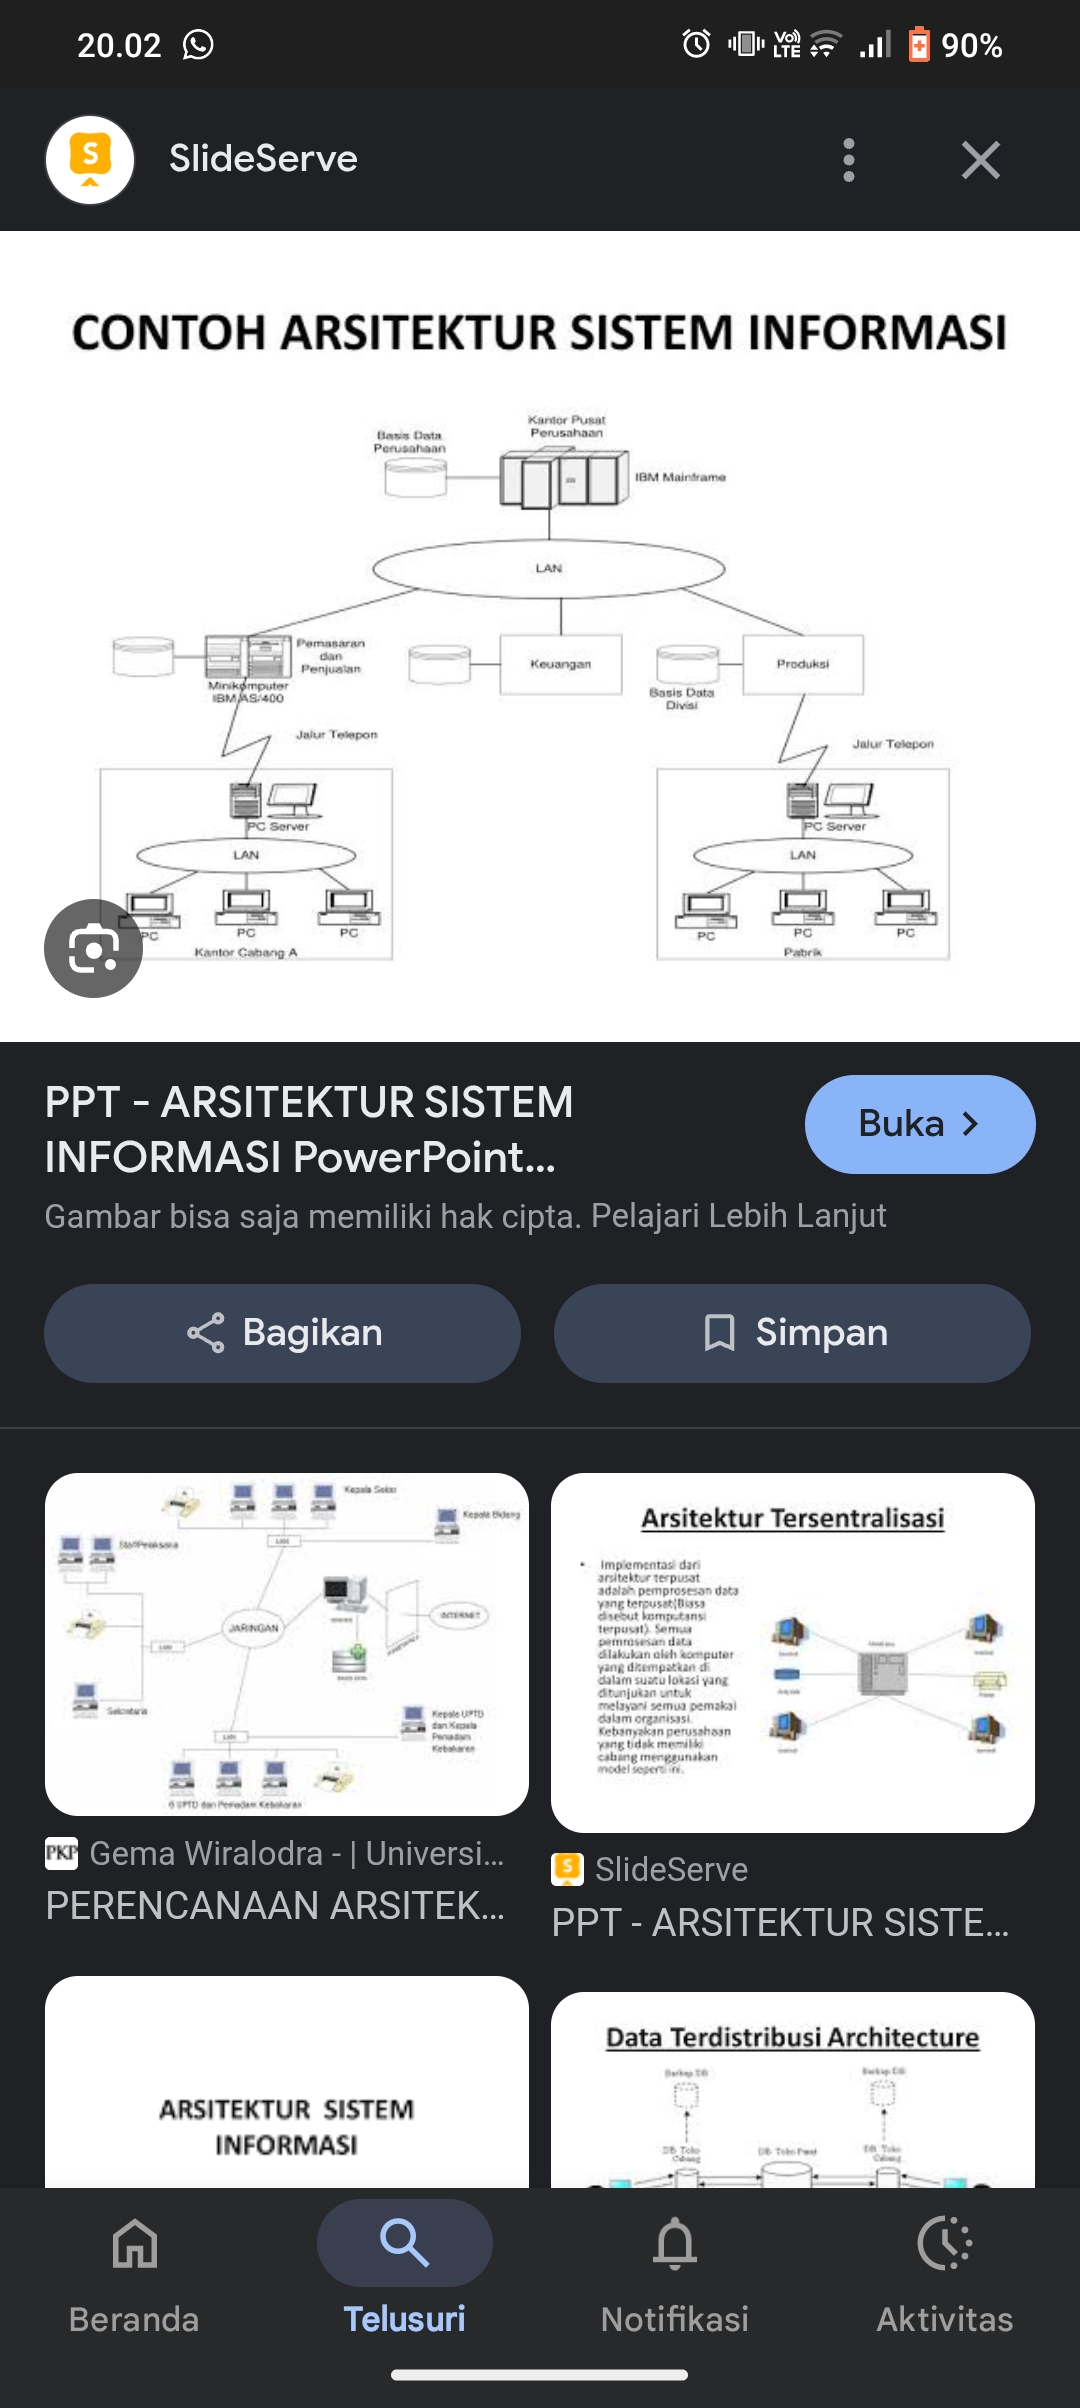 20.02
VoLTE
90%
SlideServe
CONTOH ARSITEKTUR SISTEM INFORMASI
Kantor Pusat
Perusahaan
Basis Data
Perusahaan
IBM Mainframe
LAN
Pemasaran
dan
Penjualan
Minikomputer
IBM AS/400
Keuangan
Basis Data
Divisi
Produksi
Jalur Telepon
Jalur Telepon
PC Server
LAN
PC
PC
PC
Kantor Cabang A
PC Server
LAN
PC
PC
PC
Pabrik
PPT - ARSITEKTUR SISTEM
INFORMASI PowerPoint...
Buka
Gambar bisa saja memiliki hak cipta. Pelajari Lebih Lanjut
Bagikan
Simpan
Kepala Seksi
Kepala Bidang
Staf/Pelaksana
LAN
JARINGAN
INTERNET
LAN
Sekretaris
LAN
Kepala UPTD
dan Kepala
Pemadam
Kebakaran
6 UPTD dan Pemadam Kebakaran
PKP
Gema Wiralodra - | Universi...
PERENCANAAN ARSITEK...
Arsitektur Tersentralisasi
• Implementasi dari
arsitektur terpusat
adalah pemprosesan data
yang terpusat(Biasa
disebut komputansi
terpusat). Semua
pemrosesan data
dilakukan oleh komputer
yang ditempatkan di
dalam suatu lokasi yang
ditunjukan untuk
melayani semua pemakai
dalam organisasi.
Kebanyakan perusahaan
yang tidak memiliki
cabang menggunakan
model seperti ini.
S
SlideServe
PPT - ARSITEKTUR SISTE...
ARSITEKTUR SISTEM
INFORMASI
Data Terdistribusi Architecture
Backup DB
Backup DB
DB Toko
Cabang
DB Toko Pusat
DB Toko
Cabang
Beranda
Telusuri
Notifikasi
Aktivitas